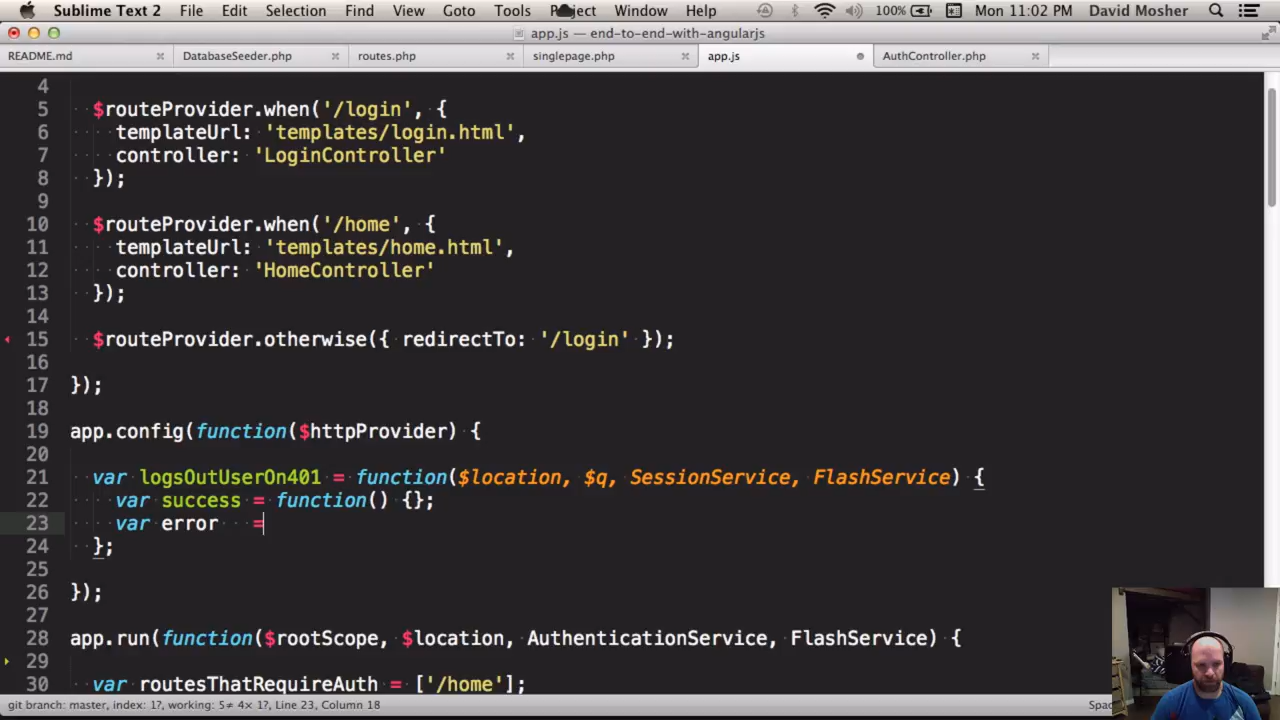 Sublime Text 2 File Edit Selection Find View Goto Tools Project Window Help 100% Mon 11:02 PM David Mosher
app.js — end-to-end-with-angularjs
README.md DatabaseSeeder.php routes.php singlepage.php app.js AuthController.php
4
5 $routeProvider.when('/login', {
6 templateUrl: 'templates/login.html',
7 controller: 'LoginController'
8 });
9
10 $routeProvider.when('/home', {
11 templateUrl: 'templates/home.html',
12 controller: 'HomeController'
13 });
14
15 $routeProvider.otherwise({ redirectTo: '/login' });
16
17 });
18
19 app.config(function($httpProvider) {
20
21 var logsOutUserOn401 = function($location, $q, SessionService, FlashService) {
22 var success = function() {};
23 var error =
24 };
25
26 });
27
28 app.run(function($rootScope, $location, AuthenticationService, FlashService) {
29
30 var routesThatRequireAuth = ['/home'];
git branch: master, index: 1?, working: 5≠ 4× 1?, Line 23, Column 18